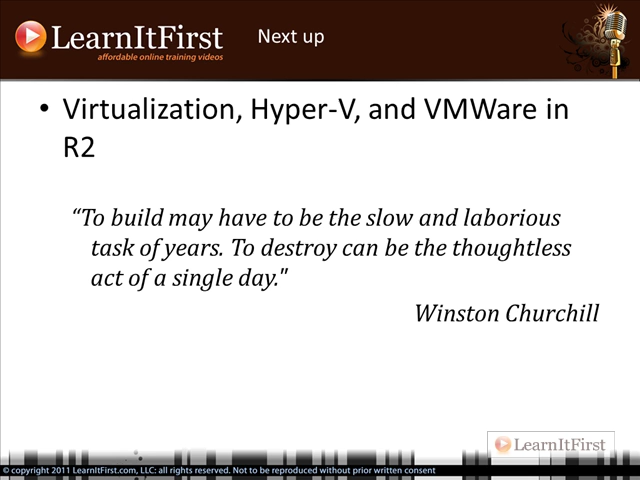 LearnItFirst
affordable online training videos
Next up
• Virtualization, Hyper-V, and VMWare in
R2
“To build may have to be the slow and laborious
task of years. To destroy can be the thoughtless
act of a single day."
Winston Churchill
LearnItFirst
© copyright 2011 LearnItFirst.com, LLC: all rights reserved. Not to be reproduced without prior written consent